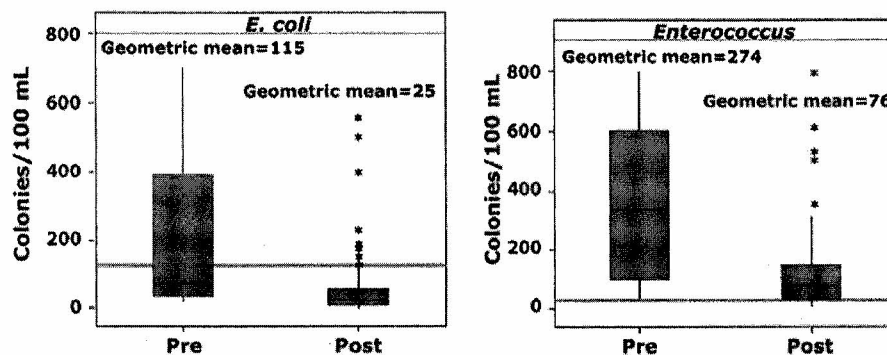 E. coli
800
600
400
200
0
Colonies/100 mL
Geometric mean=115
Geometric mean=25
Pre
Post
Enterococcus
800
600
400
200
0
Colonies/100 mL
Geometric mean=274
Geometric mean=76
Pre
Post